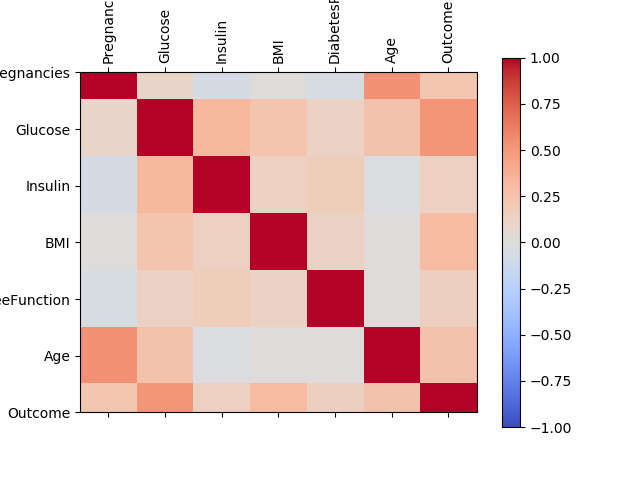 Pregnanc
Glucose
Insulin
BMI
DiabetesP
Age
Outcome
egnancies
Glucose
Insulin
BMI
eeFunction
Age
Outcome
1.00
0.75
0.50
0.25
0.00
−0.25
−0.50
−0.75
−1.00